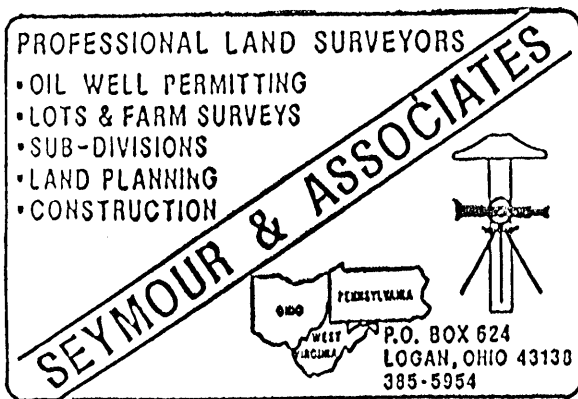 PROFESSIONAL LAND SURVEYORS
•OIL WELL PERMITTING
•LOTS & FARM SURVEYS
•SUB-DIVISIONS
•LAND PLANNING
•CONSTRUCTION
SEYMOUR & ASSOCIATES
OHIO
PENNSYLVANIA
WEST
VIRGINIA
P.O. BOX 624
LOGAN, OHIO 43138
385-5954